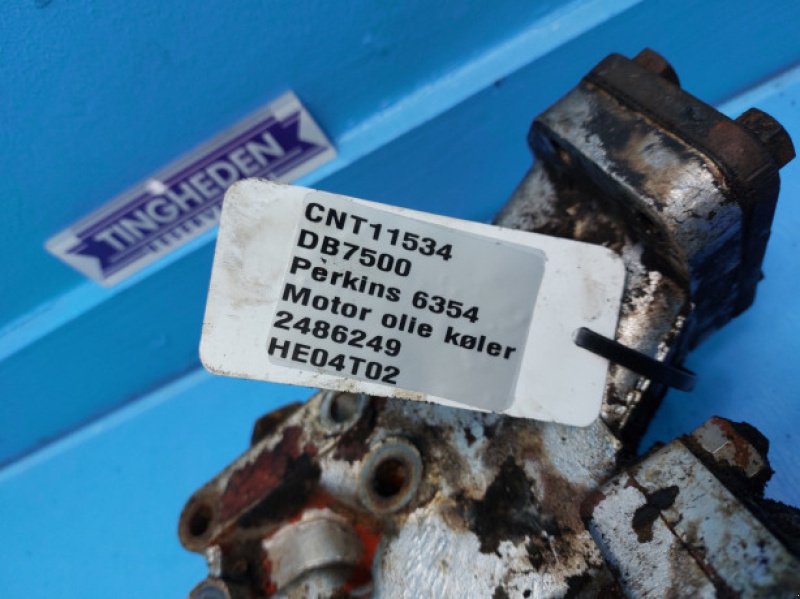 TINGHEDEN
CNT11534
DB7500
Perkins 6354
Motor olie køler
2486249
HE04T02